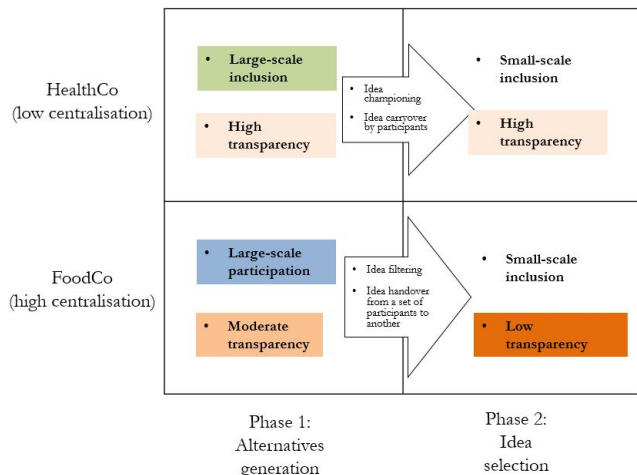 HealthCo
(low centralisation)
• Large-scale
inclusion
• High
transparency
• Idea
championing
• Idea carryover
by participants
• Small-scale
inclusion
• High
transparency
FoodCo
(high centralisation)
• Large-scale
participation
• Moderate
transparency
• Idea filtering
• Idea handover
from a set of
participants to
another
• Small-scale
inclusion
• Low
transparency
Phase 1:
Alternatives
generation
Phase 2:
Idea
selection